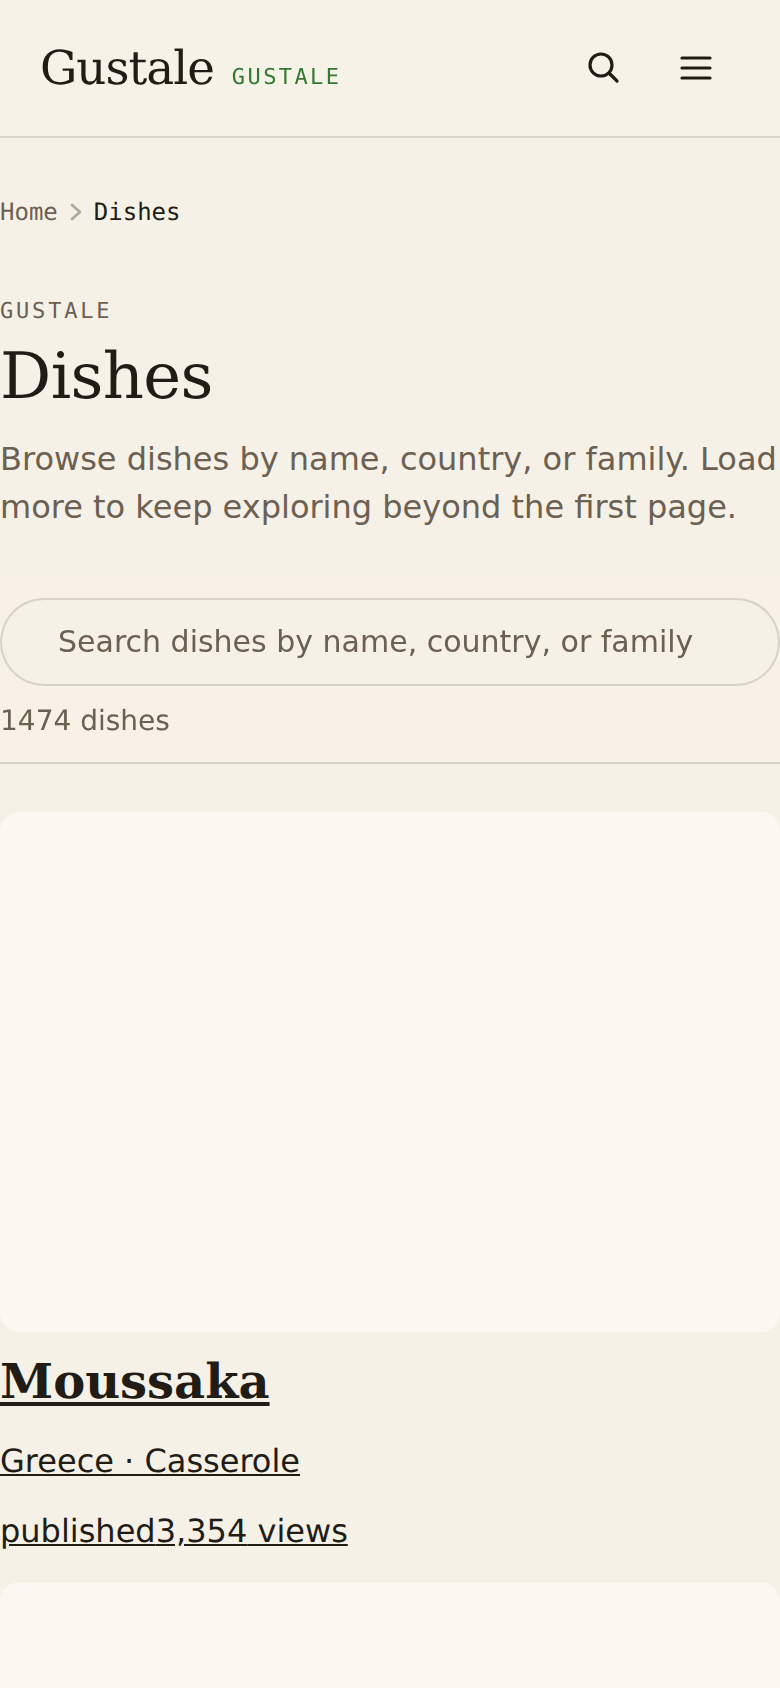 Gustale GUSTALE
Home > Dishes
GUSTALE
Dishes
Browse dishes by name, country, or family. Load
more to keep exploring beyond the first page.
Search dishes by name, country, or family
1474 dishes
Moussaka
Greece · Casserole
published3,354 views